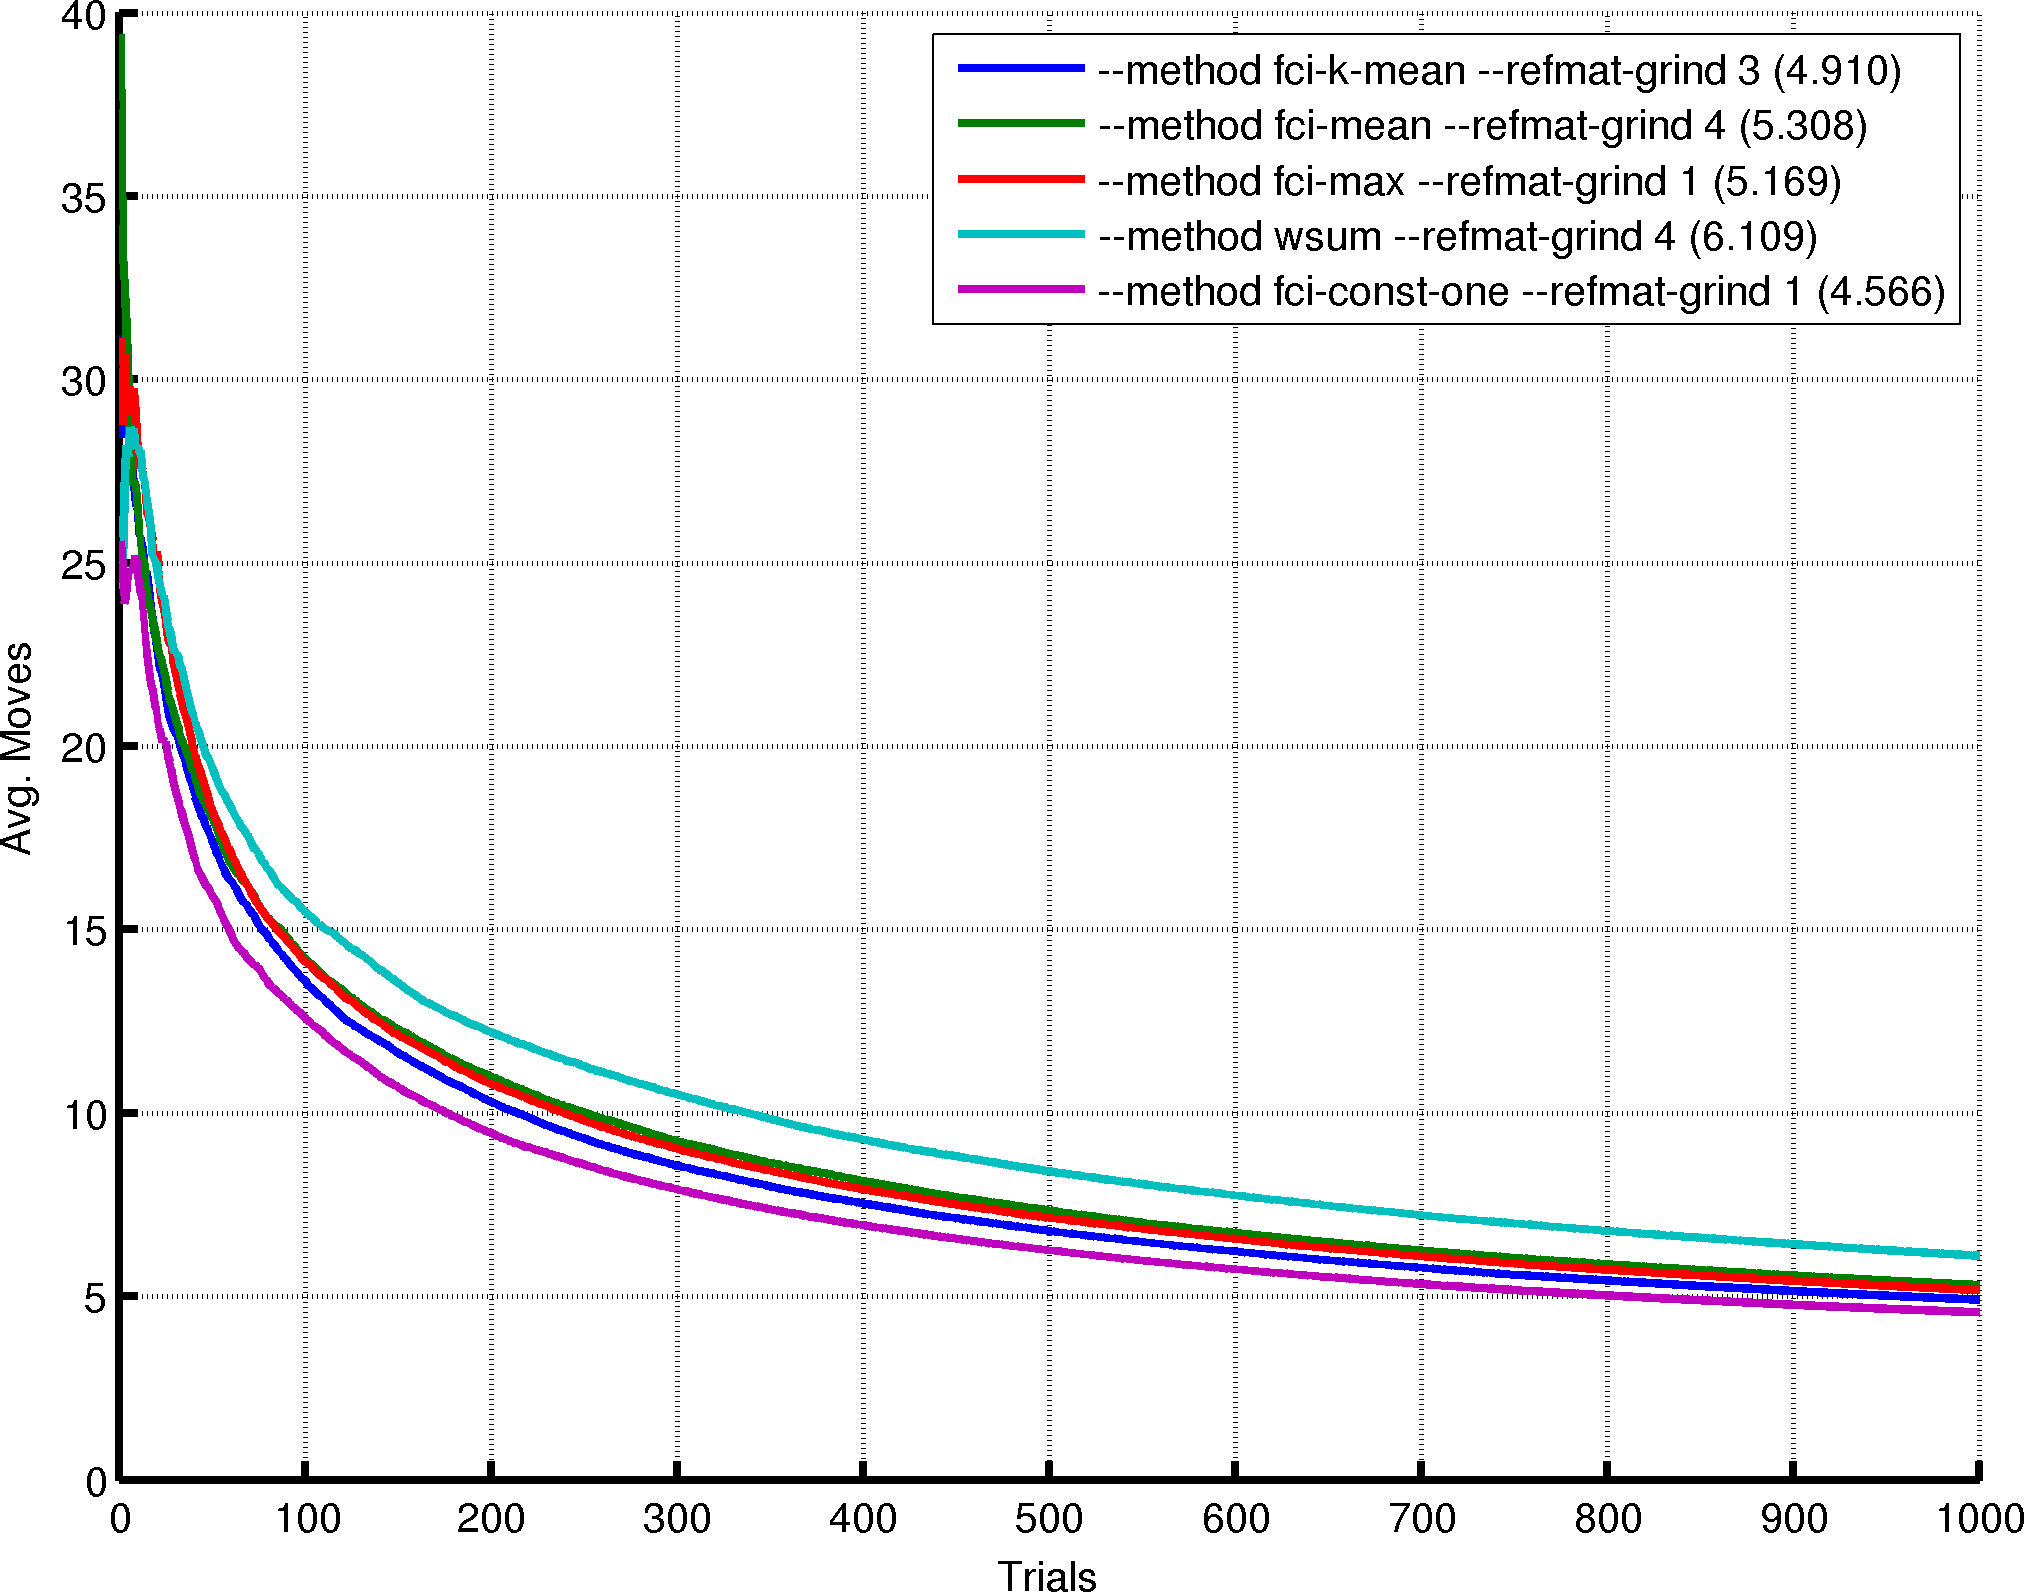 40
35
30
25
20
15
10
5
0
Avg. Moves
--method fci-k-mean --refmat-grind 3 (4.910)
--method fci-mean --refmat-grind 4 (5.308)
--method fci-max --refmat-grind 1 (5.169)
--method wsum --refmat-grind 4 (6.109)
--method fci-const-one --refmat-grind 1 (4.566)
0 100 200 300 400 500 600 700 800 900 1000
Trials